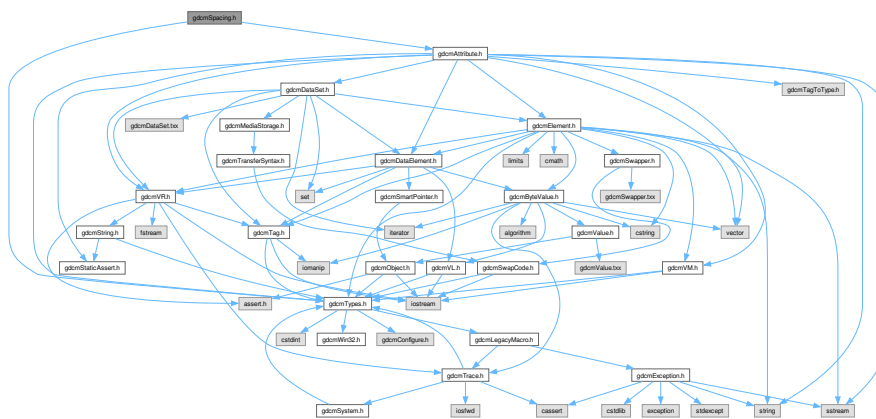 gdcmSpacing.h
gdcmAttribute.h
gdcmDataSet.h
gdcmTagToType.h
gdcmDataSet.txx
gdcmMediaStorage.h
gdcmElement.h
gdcmTransferSyntax.h
gdcmDataElement.h
limits
cmath
gdcmSwapper.h
gdcmVR.h
set
gdcmSmartPointer.h
gdcmByteValue.h
gdcmSwapper.txx
gdcmString.h
fstream
gdcmTag.h
iterator
algorithm
gdcmValue.h
cstring
vector
gdcmStaticAssert.h
iomanip
gdcmObject.h
gdcmVL.h
gdcmSwapCode.h
gdcmValue.txx
gdcmVM.h
assert.h
gdcmTypes.h
iostream
cstdint
gdcmWin32.h
gdcmConfigure.h
gdcmLegacyMacro.h
gdcmTrace.h
gdcmException.h
gdcmSystem.h
iosfwd
cassert
cstdlib
exception
stdexcept
string
sstream